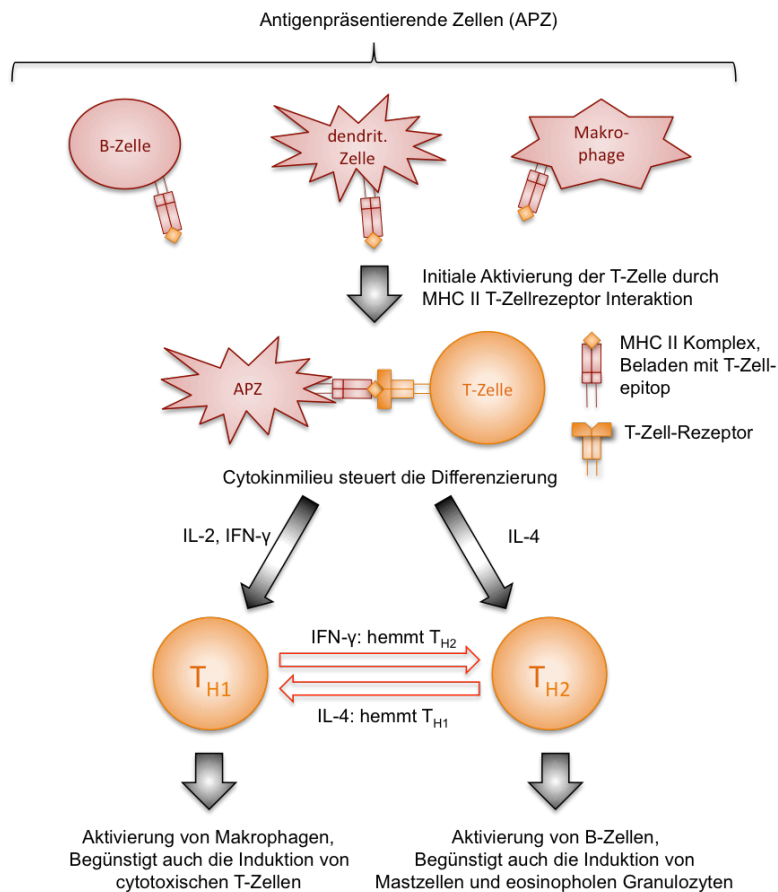 Antigenpräsentierende Zellen (APZ)
B-Zelle
dendrit.
Zelle
Makro-
phage
Initiale Aktivierung der T-Zelle durch
MHC II T-Zellrezeptor Interaktion
APZ
T-Zelle
MHC II Komplex,
Beladen mit T-Zell-
epitop
T-Zell-Rezeptor
Cytokinmilieu steuert die Differenzierung
IL-2, IFN-γ
IL-4
IFN-γ: hemmt TH2
TH1
TH2
IL-4: hemmt TH1
Aktivierung von Makrophagen,
Begünstigt auch die Induktion von
cytotoxischen T-Zellen
Aktivierung von B-Zellen,
Begünstigt auch die Induktion von
Mastzellen und eosinopholen Granulozyten